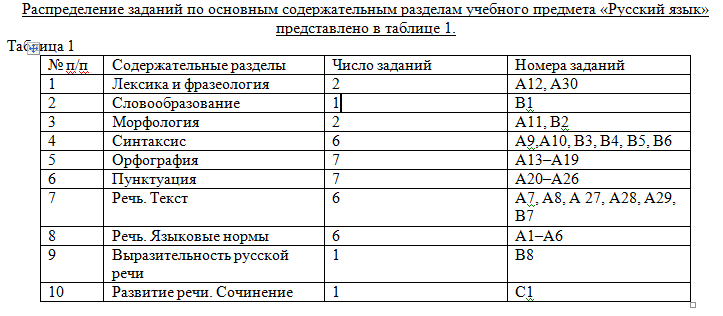 Распределение заданий по основным содержательным разделам учебного предмета «Русский язык»
представлено в таблице 1.
Таблица 1
№ п/п Содержательные разделы Число заданий Номера заданий
1 Лексика и фразеология 2 А12, А30
2 Словообразование 1 В1
3 Морфология 2 А11, В2
4 Синтаксис 6 А9,А10, В3, В4, В5, В6
5 Орфография 7 А13–А19
6 Пунктуация 7 А20–А26
7 Речь. Текст 6 А7, А8, А 27, А28, А29,
В7
8 Речь. Языковые нормы 6 А1–А6
9 Выразительность русской 1 В8
речи
10 Развитие речи. Сочинение 1 С1